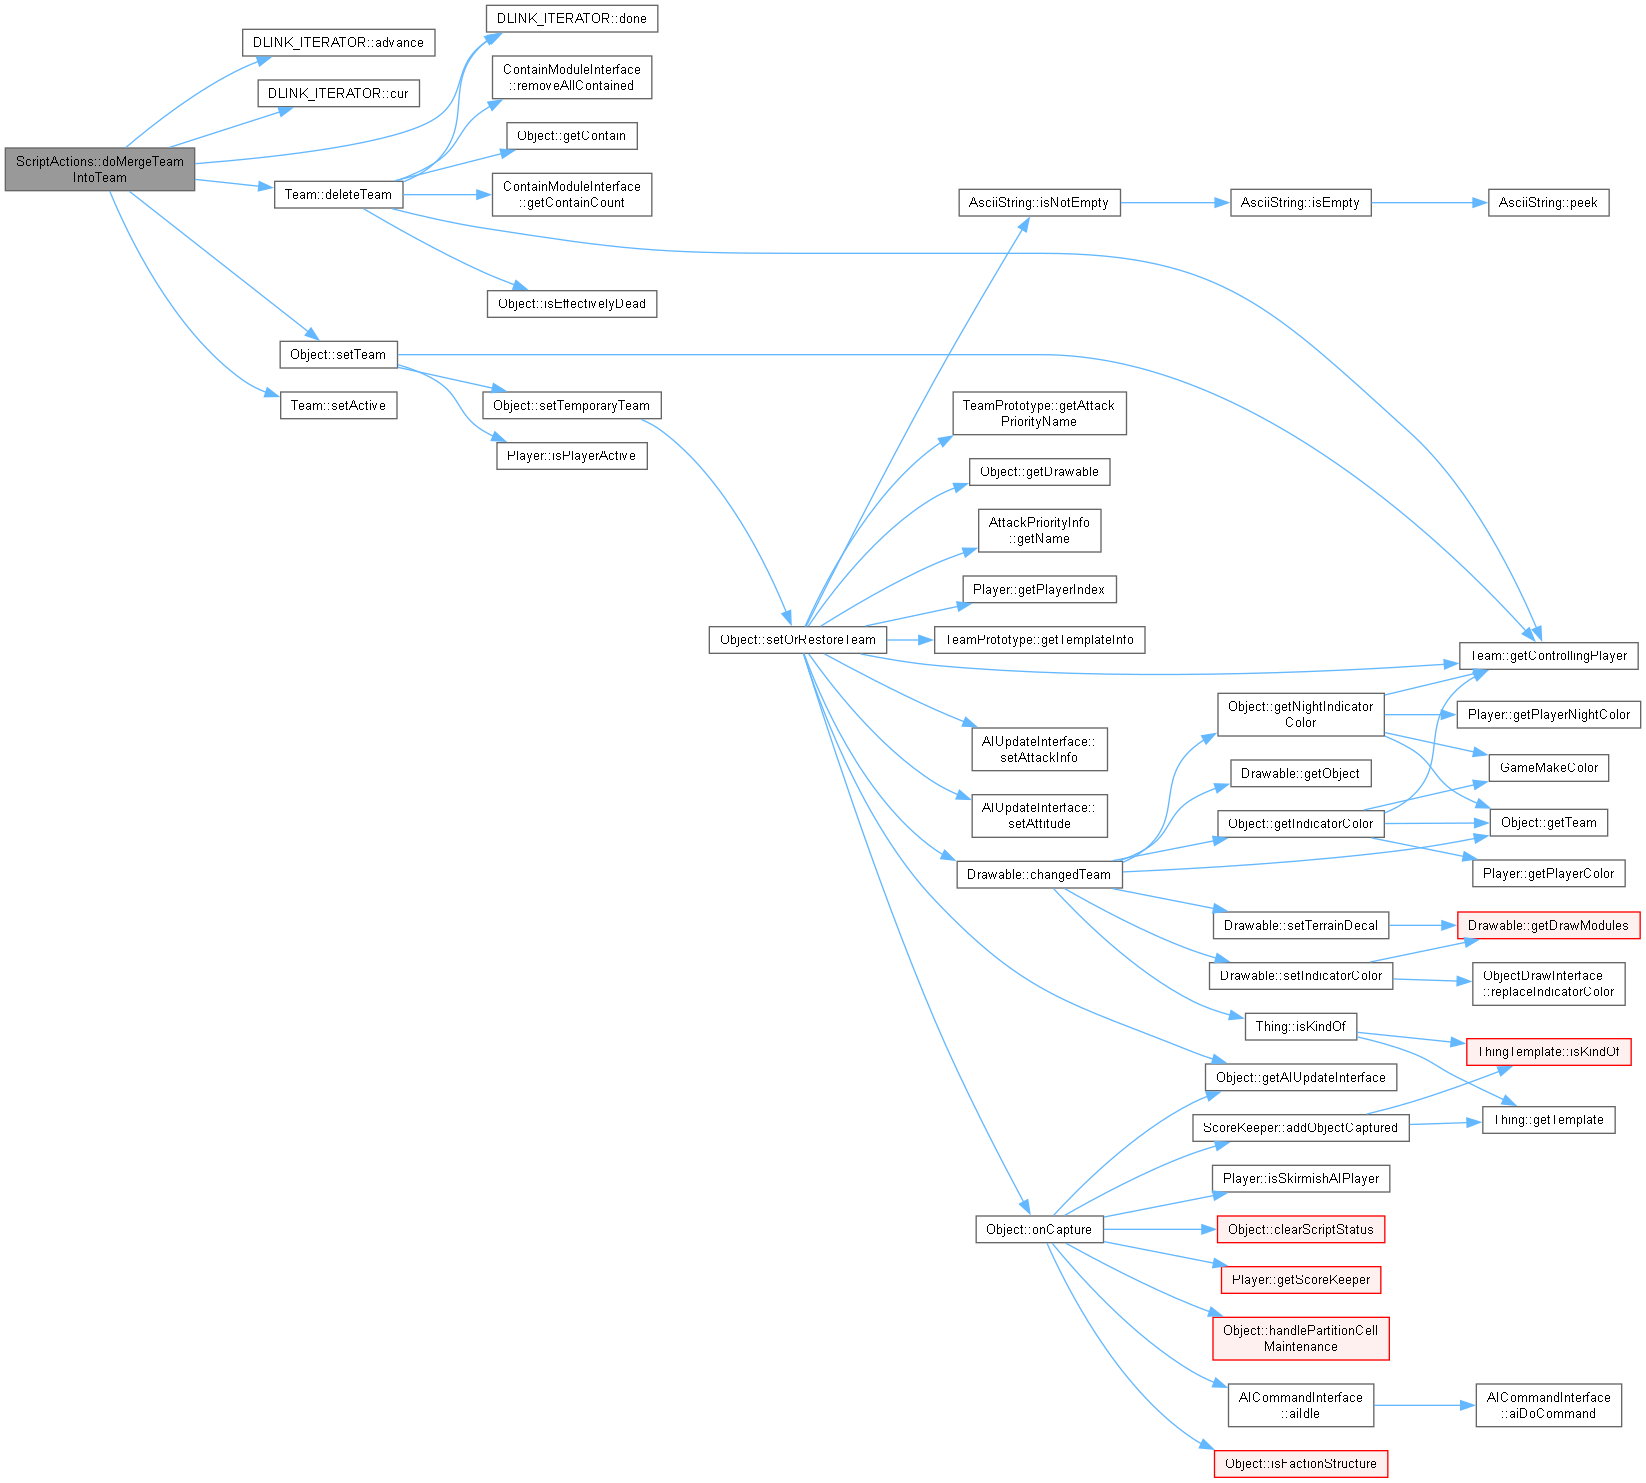 ScriptActions::doMergeTeam
IntoTeam
DLINK_ITERATOR::advance
DLINK_ITERATOR::cur
DLINK_ITERATOR::done
Team::deleteTeam
ContainModuleInterface
::removeAllContained
Object::getContain
ContainModuleInterface
::getContainCount
Object::isEffectivelyDead
Object::setTeam
Team::setActive
Object::setTemporaryTeam
Player::isPlayerActive
Object::setOrRestoreTeam
AsciiString::isNotEmpty
AsciiString::isEmpty
AsciiString::peek
TeamPrototype::getAttack
PriorityName
Object::getDrawable
AttackPriorityInfo
::getName
Player::getPlayerIndex
TeamPrototype::getTemplateInfo
Team::getControllingPlayer
AIUpdateInterface::
setAttackInfo
AIUpdateInterface::
setAttitude
Drawable::changedTeam
Object::getNightIndicator
Color
Player::getPlayerNightColor
GameMakeColor
Drawable::getObject
Object::getIndicatorColor
Object::getTeam
Player::getPlayerColor
Drawable::setTerrainDecal
Drawable::getDrawModules
Drawable::setIndicatorColor
ObjectDrawInterface
::replaceIndicatorColor
Thing::isKindOf
ThingTemplate::isKindOf
Object::getAIUpdateInterface
Thing::getTemplate
ScoreKeeper::addObjectCaptured
Player::isSkirmishAIPlayer
Object::onCapture
Object::clearScriptStatus
Player::getScoreKeeper
Object::handlePartitionCell
Maintenance
AICommandInterface
::aiIdle
AICommandInterface
::aiDoCommand
Object::isFactionStructure